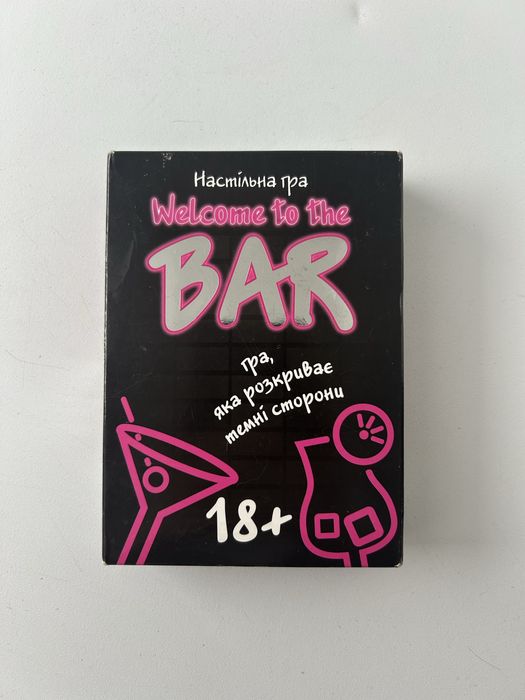 Настільна гра
Welcome to the
BAR
гра,
яка розкриває
темні сторони
18+